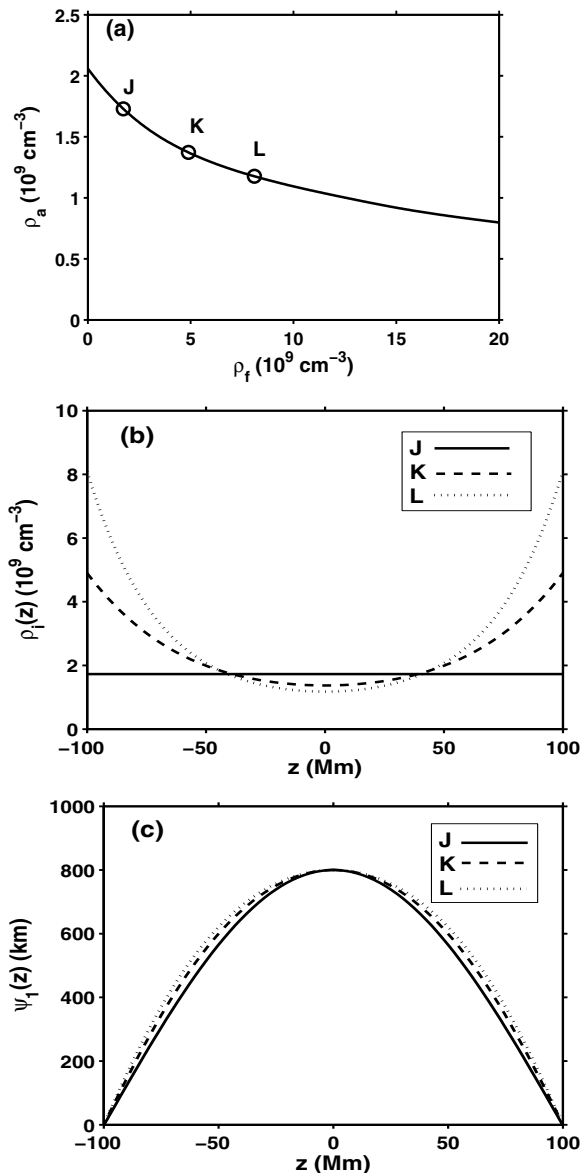 (a)
2.5
2
1.5
1
0.5
0
J
K
L
ρa (10⁹ cm⁻³)
0 5 10 15 20
ρf (10⁹ cm⁻³)
(b)
10
8
6
4
2
0
J
K
L
ρi(z) (10⁹ cm⁻³)
−100 −50 0 50 100
z (Mm)
(c)
1000
800
600
400
200
0
J
K
L
ψ1(z) (km)
−100 −50 0 50 100
z (Mm)